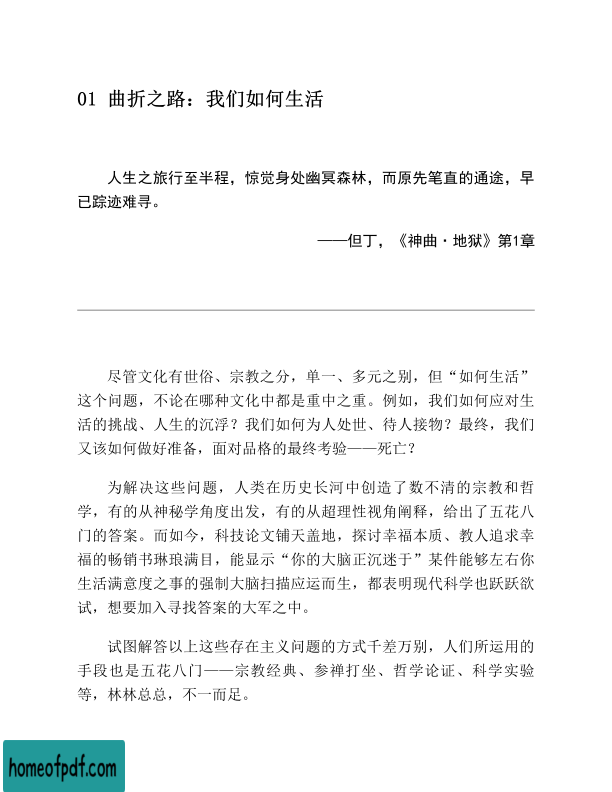 01 曲折之路：我们如何生活
人生之旅行至半程，惊觉身处幽冥森林，而原先笔直的通途，早
已踪迹难寻。
——但丁，《神曲·地狱》第1章
尽管文化有世俗、宗教之分，单一、多元之别，但“如何生活”
这个问题，不论在哪种文化中都是重中之重。例如，我们如何应对生
活的挑战、人生的沉浮？我们如何为人处世、待人接物？最终，我们
又该如何做好准备，面对品格的最终考验——死亡？
为解决这些问题，人类在历史长河中创造了数不清的宗教和哲
学，有的从神秘学角度出发，有的从超理性视角阐释，给出了五花八
门的答案。而如今，科技论文铺天盖地，探讨幸福本质、教人追求幸
福的畅销书琳琅满目，能显示“你的大脑正沉迷于”某件能够左右你
生活满意度之事的强制大脑扫描应运而生，都表明现代科学也跃跃欲
试，想要加入寻找答案的大军之中。
试图解答以上这些存在主义问题的方式千差万别，人们所运用的
手段也是五花八门——宗教经典、参禅打坐、哲学论证、科学实验
等，林林总总，不一而足。
homeofpdf.com